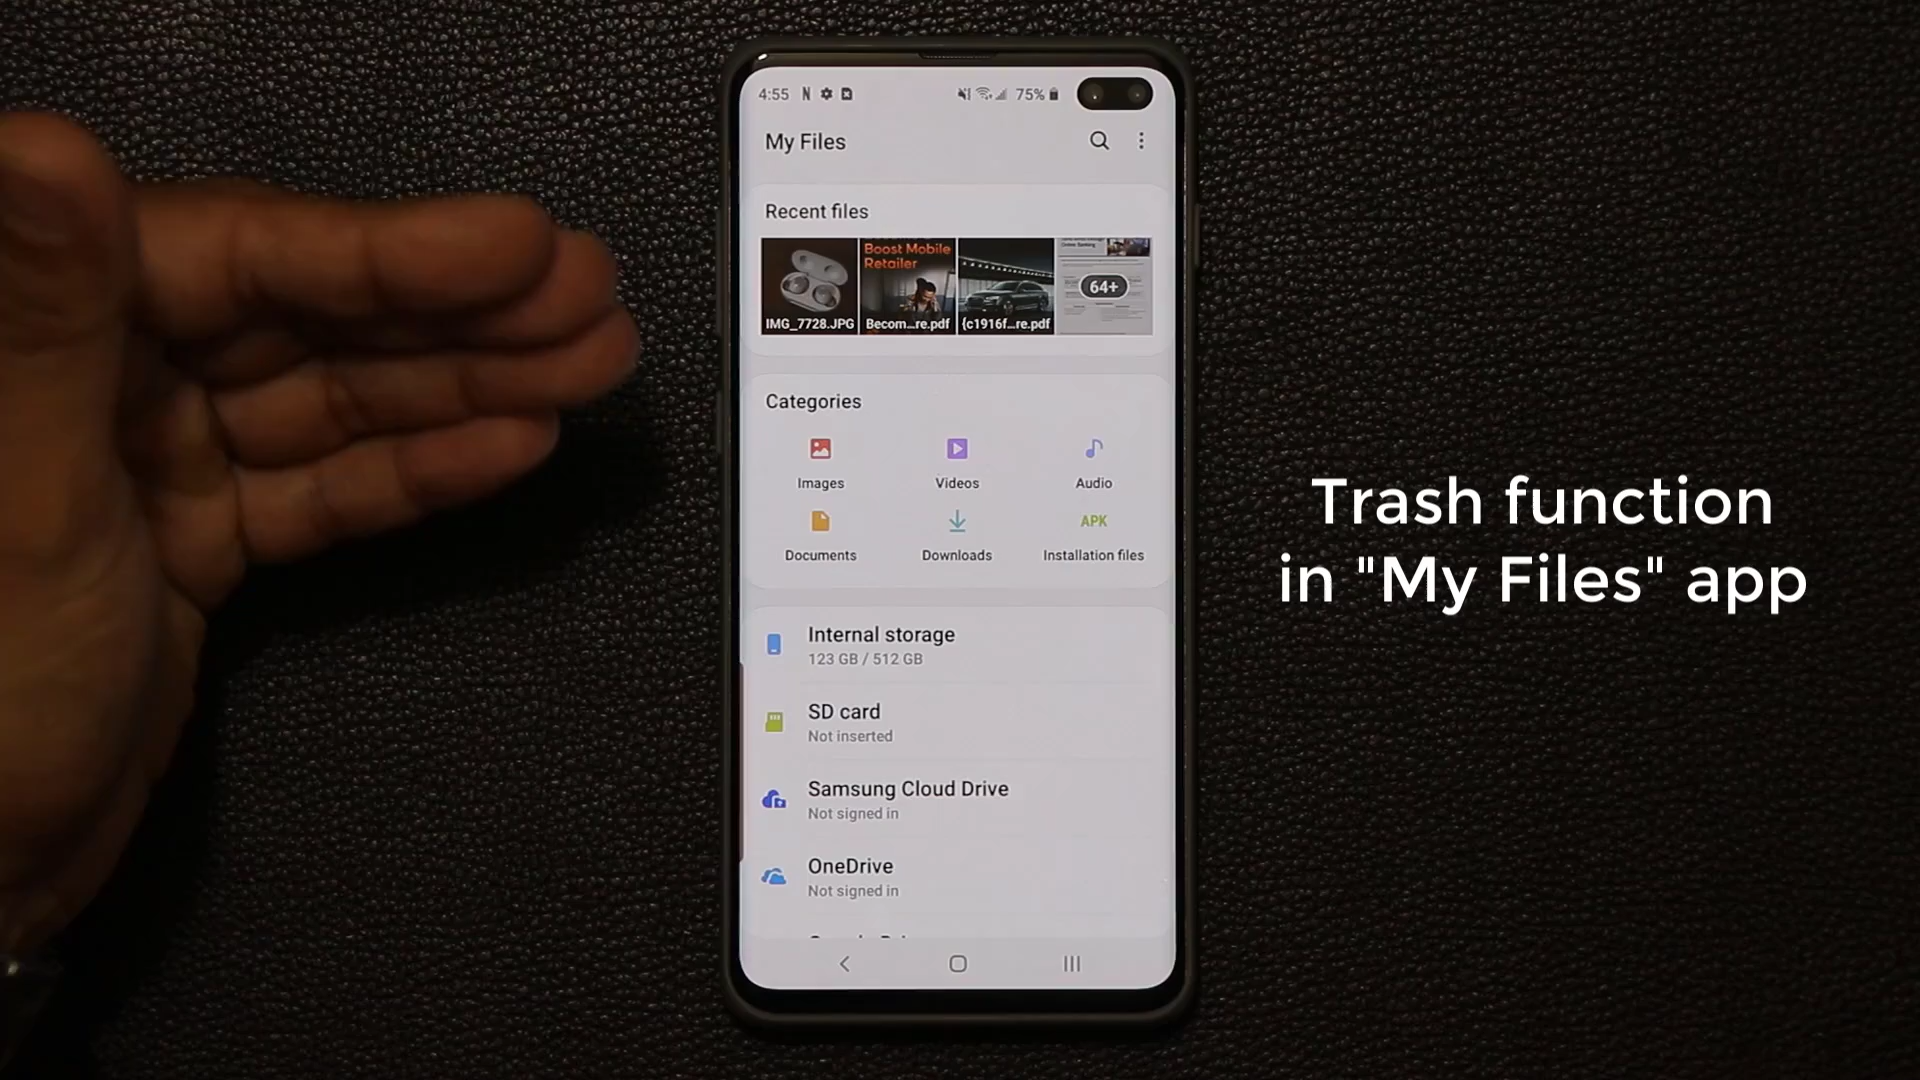 4:55 75%
My Files
Recent files
Boost Mobile
Retailer
64+
IMG_7728.JPG Becom...re.pdf {c1916f...re.pdf
Categories
Images Videos Audio
APK
Documents Downloads Installation files
Trash function
in "My Files" app
Internal storage
123 GB / 512 GB
SD card
Not inserted
Samsung Cloud Drive
Not signed in
OneDrive
Not signed in